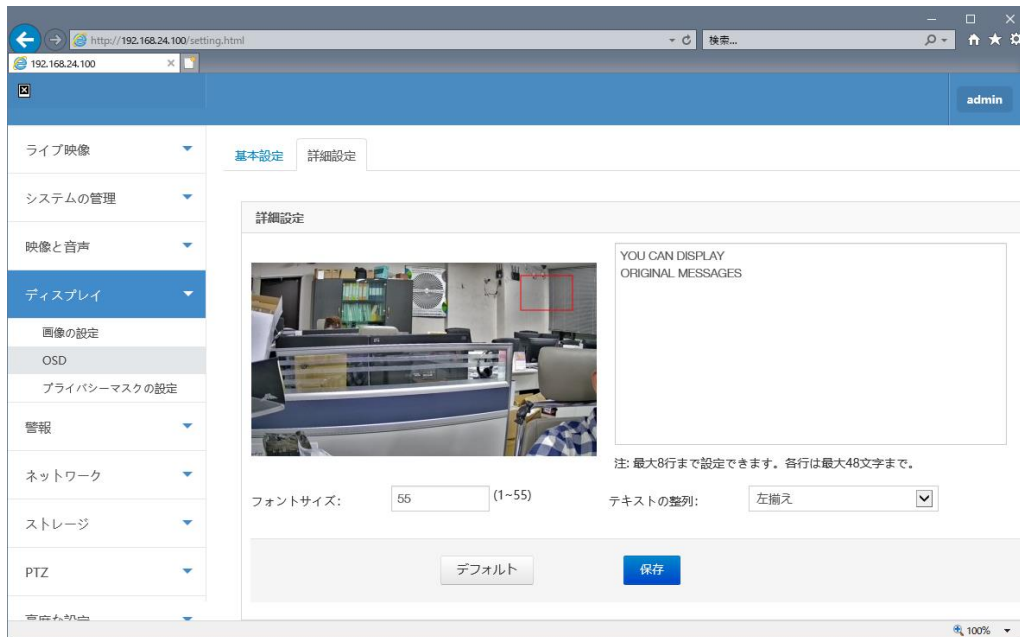 http://192.168.24.100/setting.html
検索...
192.168.24.100
admin
ライブ映像
システムの管理
映像と音声
ディスプレイ
画像の設定
OSD
プライバシーマスクの設定
警報
ネットワーク
ストレージ
PTZ
高度な設定
基本設定
詳細設定
詳細設定
YOU CAN DISPLAY
ORIGINAL MESSAGES
注: 最大8行まで設定できます。各行は最大48文字まで。
フォントサイズ:
55
(1~55)
テキストの整列:
左揃え
デフォルト
保存
100%